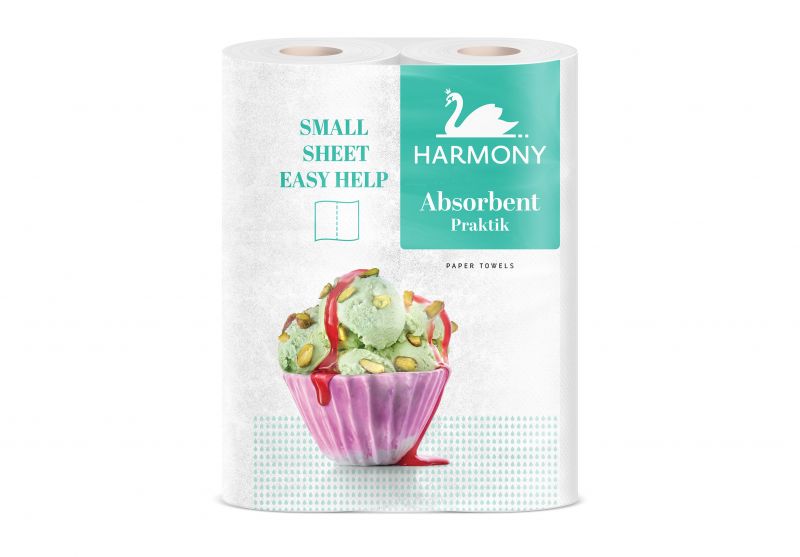 SMALL
SHEET
EASY HELP
HARMONY
Absorbent
Praktik
PAPER TOWELS